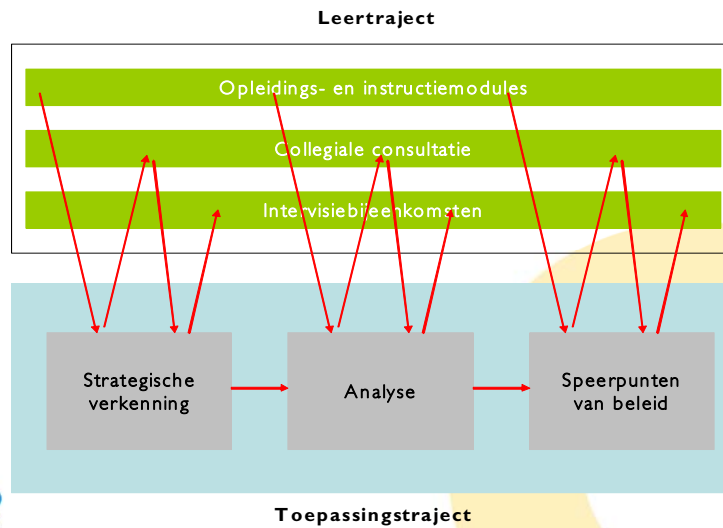 Leertraject
Opleidings- en instructiemodules
Collegiale consultatie
Intervisiebijeenkomsten
Strategische
verkenning
Analyse
Speerpunten
van beleid
Toepassingstraject